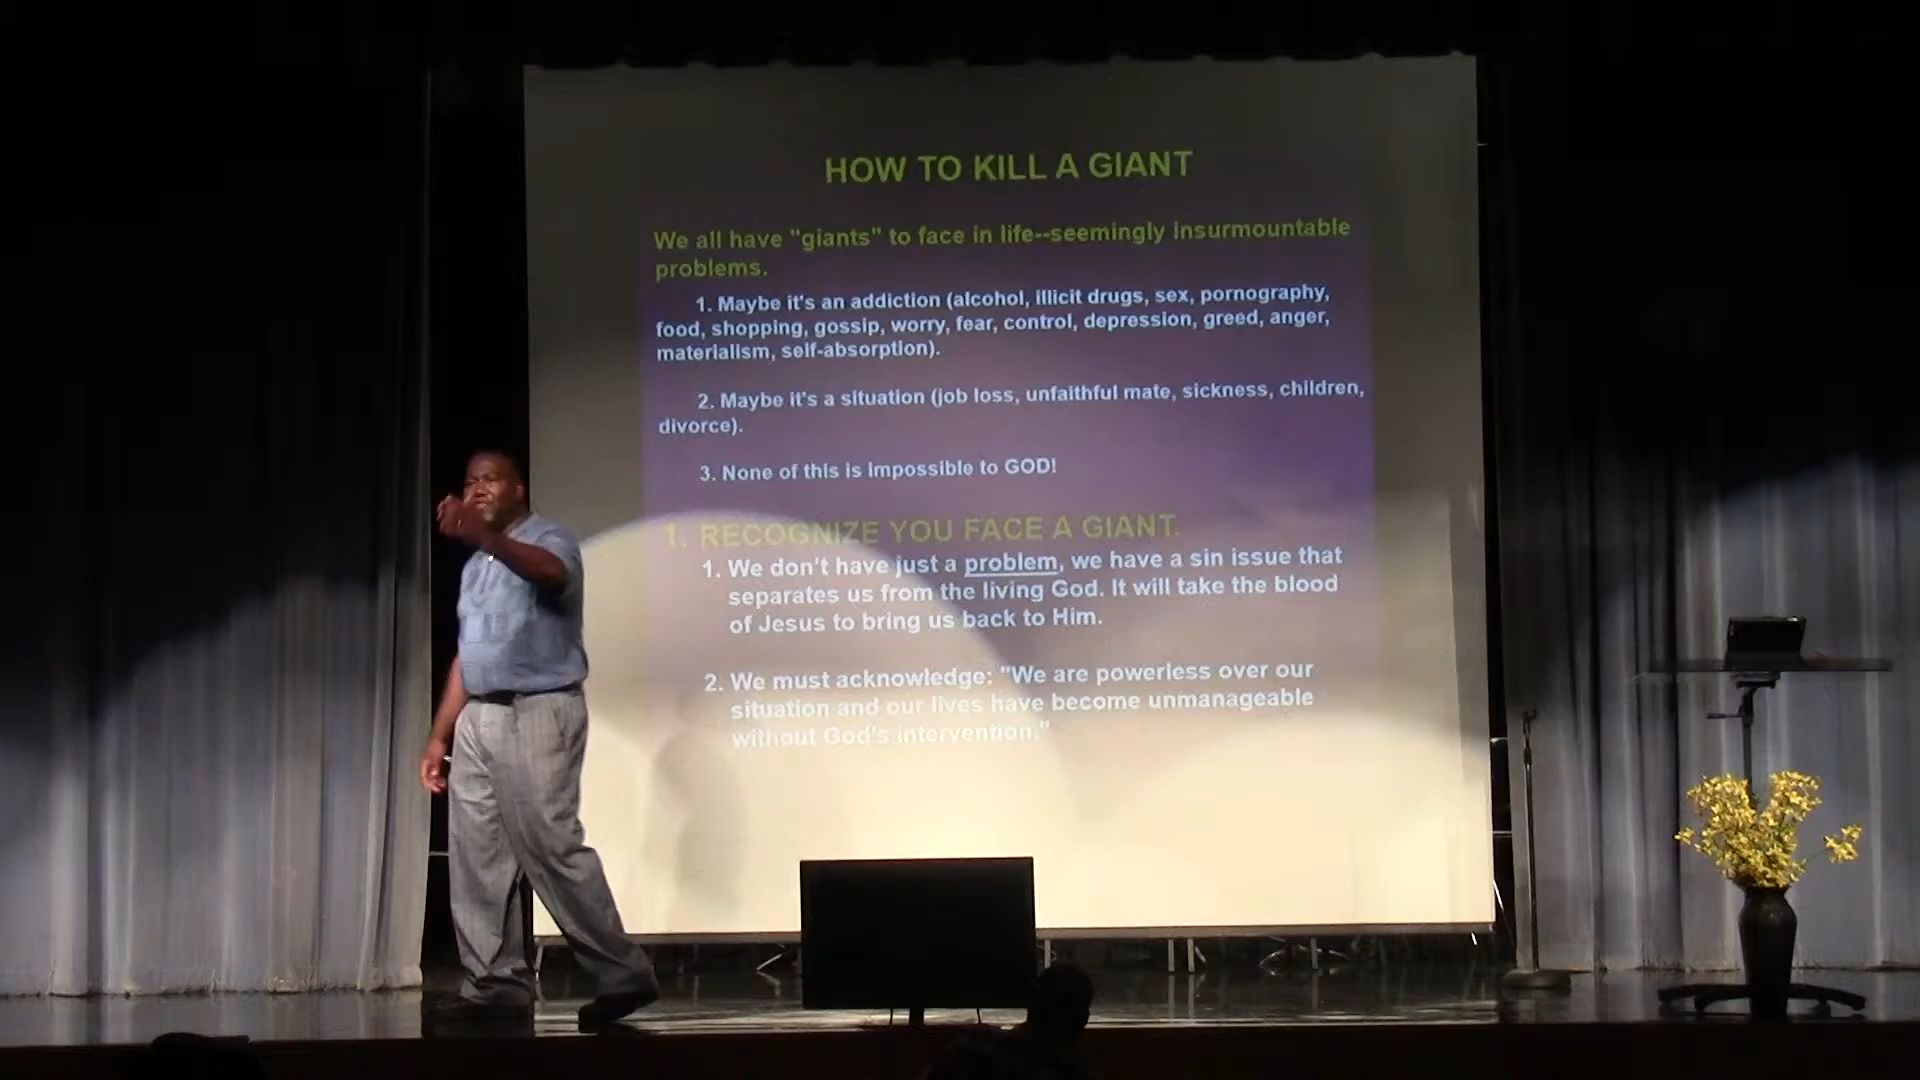 HOW TO KILL A GIANT
We all have "giants" to face in life--seemingly insurmountable
problems.
1. Maybe it's an addiction (alcohol, illicit drugs, sex, pornography,
food, shopping, gossip, worry, fear, control, depression, greed, anger,
materialism, self-absorption).
2. Maybe it's a situation (job loss, unfaithful mate, sickness, children,
divorce).
3. None of this is impossible to GOD!
1. RECOGNIZE YOU FACE A GIANT.
1. We don't have just a problem, we have a sin issue that
separates us from the living God. It will take the blood
of Jesus to bring us back to Him.
2. We must acknowledge: "We are powerless over our
situation and our lives have become unmanageable
without God's intervention."